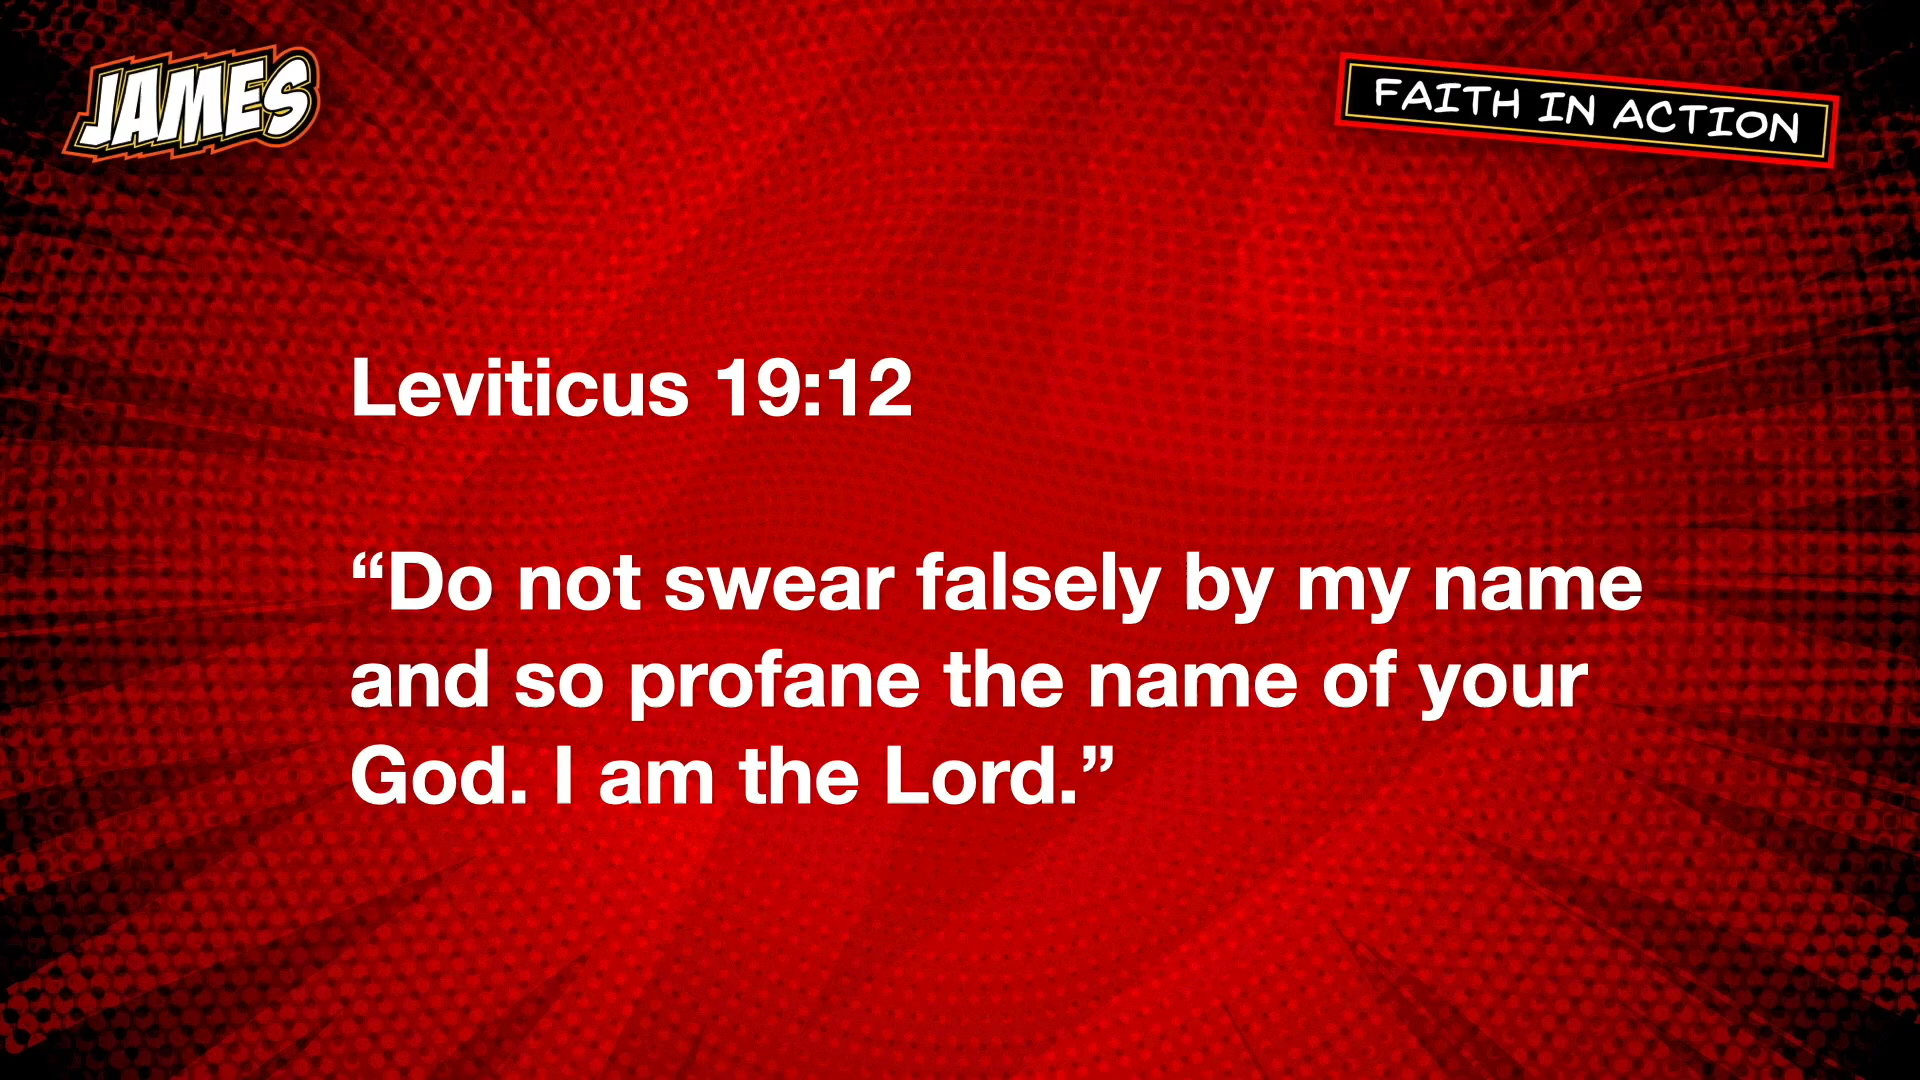 JAMES
FAITH IN ACTION
Leviticus 19:12
“Do not swear falsely by my name
and so profane the name of your
God. I am the Lord.”